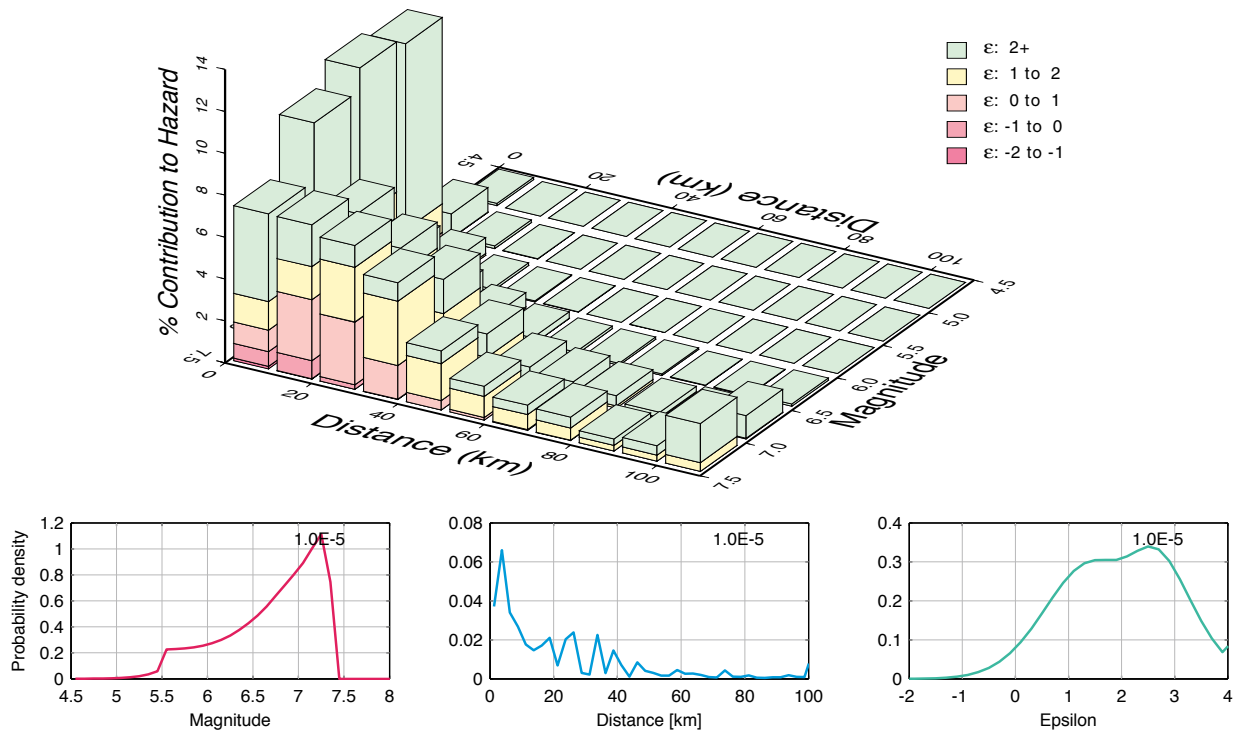 ε: 2+
ε: 1 to 2
ε: 0 to 1
ε: -1 to 0
ε: -2 to -1
% Contribution to Hazard
14
12
10
8
6
4
2
4.5
0
20
40
60
80
100
Distance (km)
4.5
5.0
5.5
6.0
6.5
7.0
7.5
Magnitude
7.5
0
20
40
60
80
100
Distance (km)
Probability density
1.2
1
0.8
0.6
0.4
0.2
0
1.0E-5
4.5 5 5.5 6 6.5 7 7.5 8
Magnitude
0.08
0.06
0.04
0.02
0
1.0E-5
0 20 40 60 80 100
Distance [km]
0.4
0.3
0.2
0.1
0
1.0E-5
-2 -1 0 1 2 3 4
Epsilon